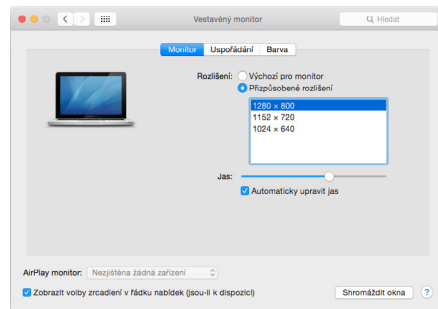 Vestavěný monitor
Hledat
Monitor Uspořádání Barva
Rozlišení: Výchozí pro monitor
Přizpůsobené rozlišení
1280 × 800
1152 × 720
1024 × 640
Jas:
Automaticky upravit jas
AirPlay monitor: Nezjištěna žádná zařízení
Zobrazit volby zrcadlení v řádku nabídek (jsou-li k dispozici)
Shromáždit okna ?